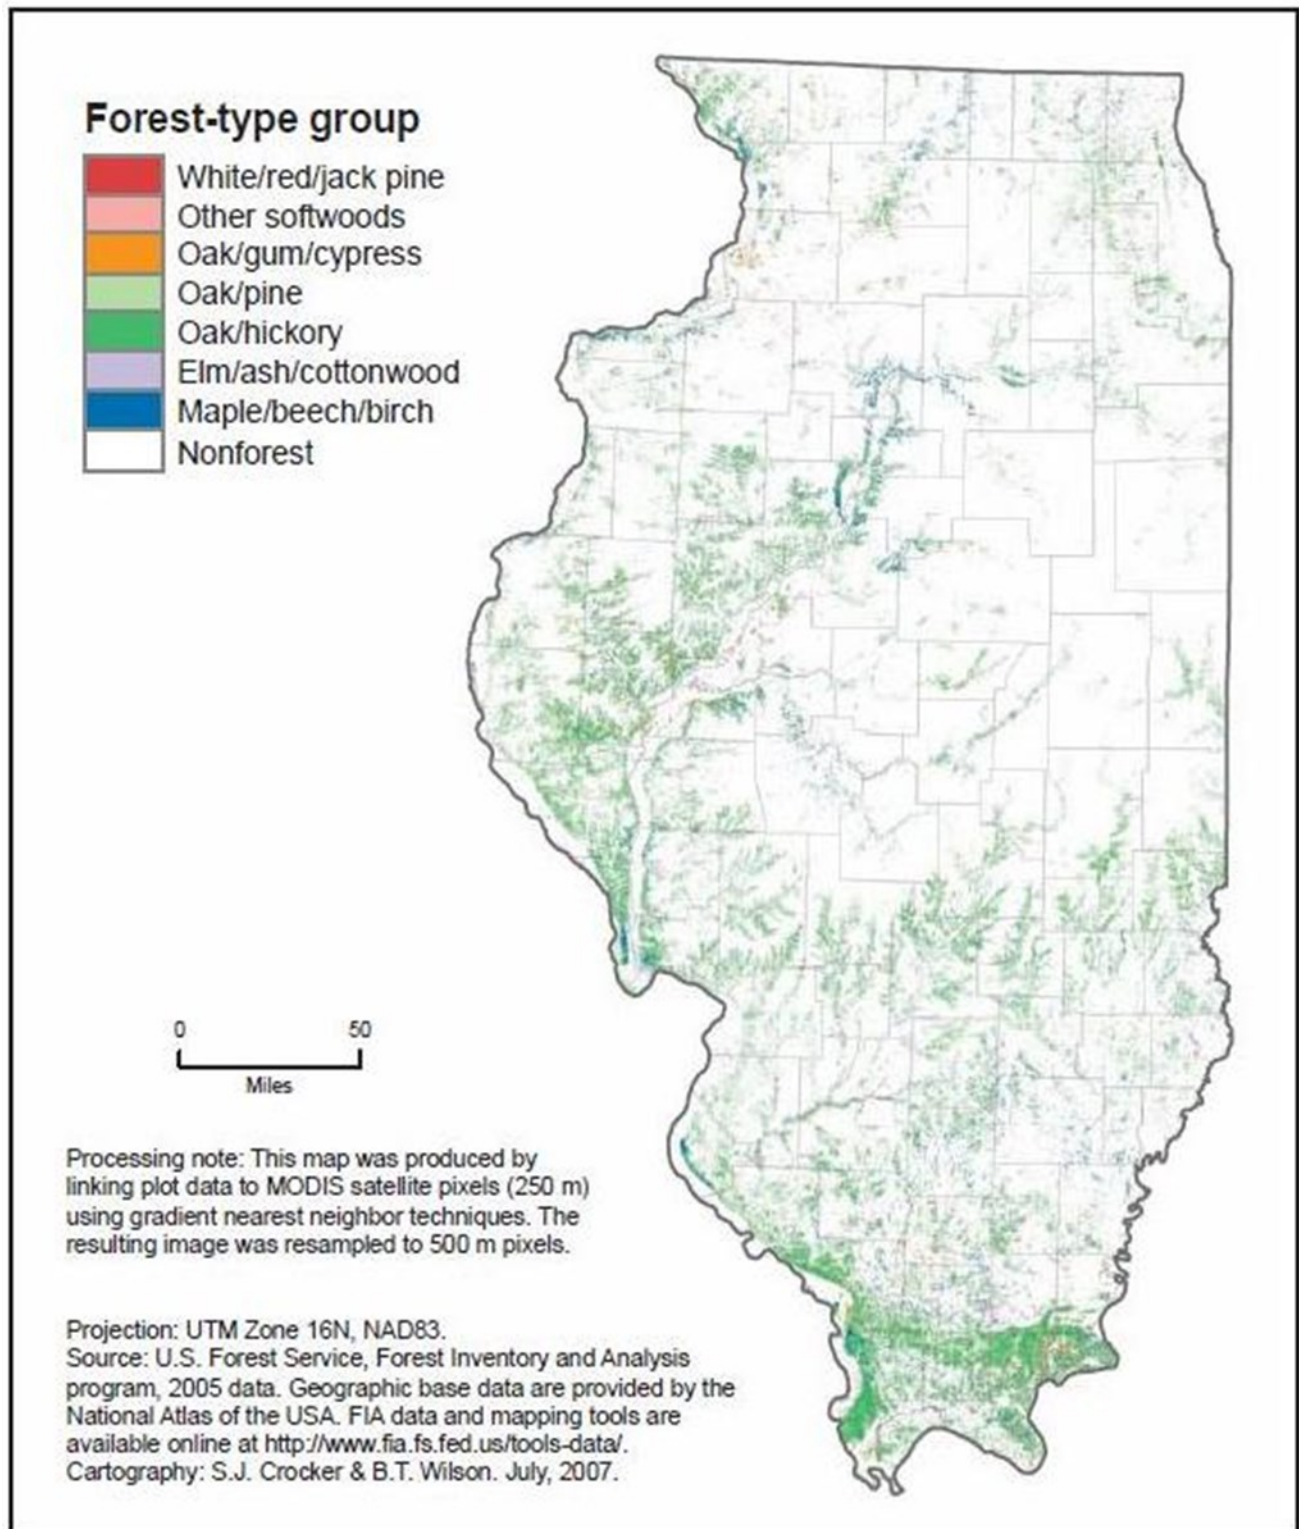 Forest-type group
White/red/jack pine
Other softwoods
Oak/gum/cypress
Oak/pine
Oak/hickory
Elm/ash/cottonwood
Maple/beech/birch
Nonforest
0 50
Miles
Processing note: This map was produced by
linking plot data to MODIS satellite pixels (250 m)
using gradient nearest neighbor techniques. The
resulting image was resampled to 500 m pixels.
Projection: UTM Zone 16N, NAD83.
Source: U.S. Forest Service, Forest Inventory and Analysis
program, 2005 data. Geographic base data are provided by the
National Atlas of the USA. FIA data and mapping tools are
available online at http://www.fia.fs.fed.us/tools-data/.
Cartography: S.J. Crocker & B.T. Wilson. July, 2007.